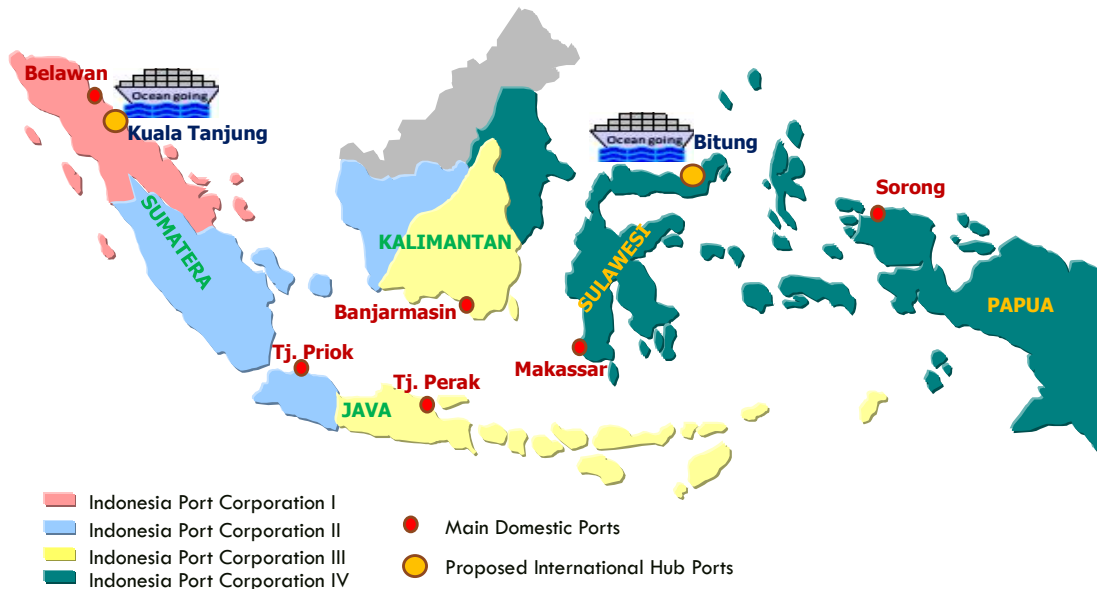 Belawan
Ocean going
Kuala Tanjung
Ocean going
Bitung
Sorong
SUMATERA
KALIMANTAN
SULAWESI
PAPUA
Banjarmasin
Tj. Priok
Makassar
Tj. Perak
JAVA
Indonesia Port Corporation I
Indonesia Port Corporation II
Indonesia Port Corporation III
Indonesia Port Corporation IV
Main Domestic Ports
Proposed International Hub Ports